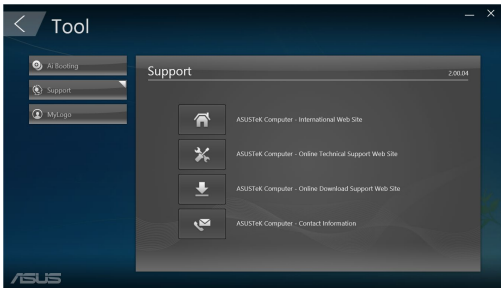 Tool
Ai Booting
Support
MyLogo
Support
2.00.04
ASUSTeK Computer - International Web Site
ASUSTeK Computer - Online Technical Support Web Site
ASUSTeK Computer - Online Download Support Web Site
ASUSTeK Computer - Contact Information
ASUS